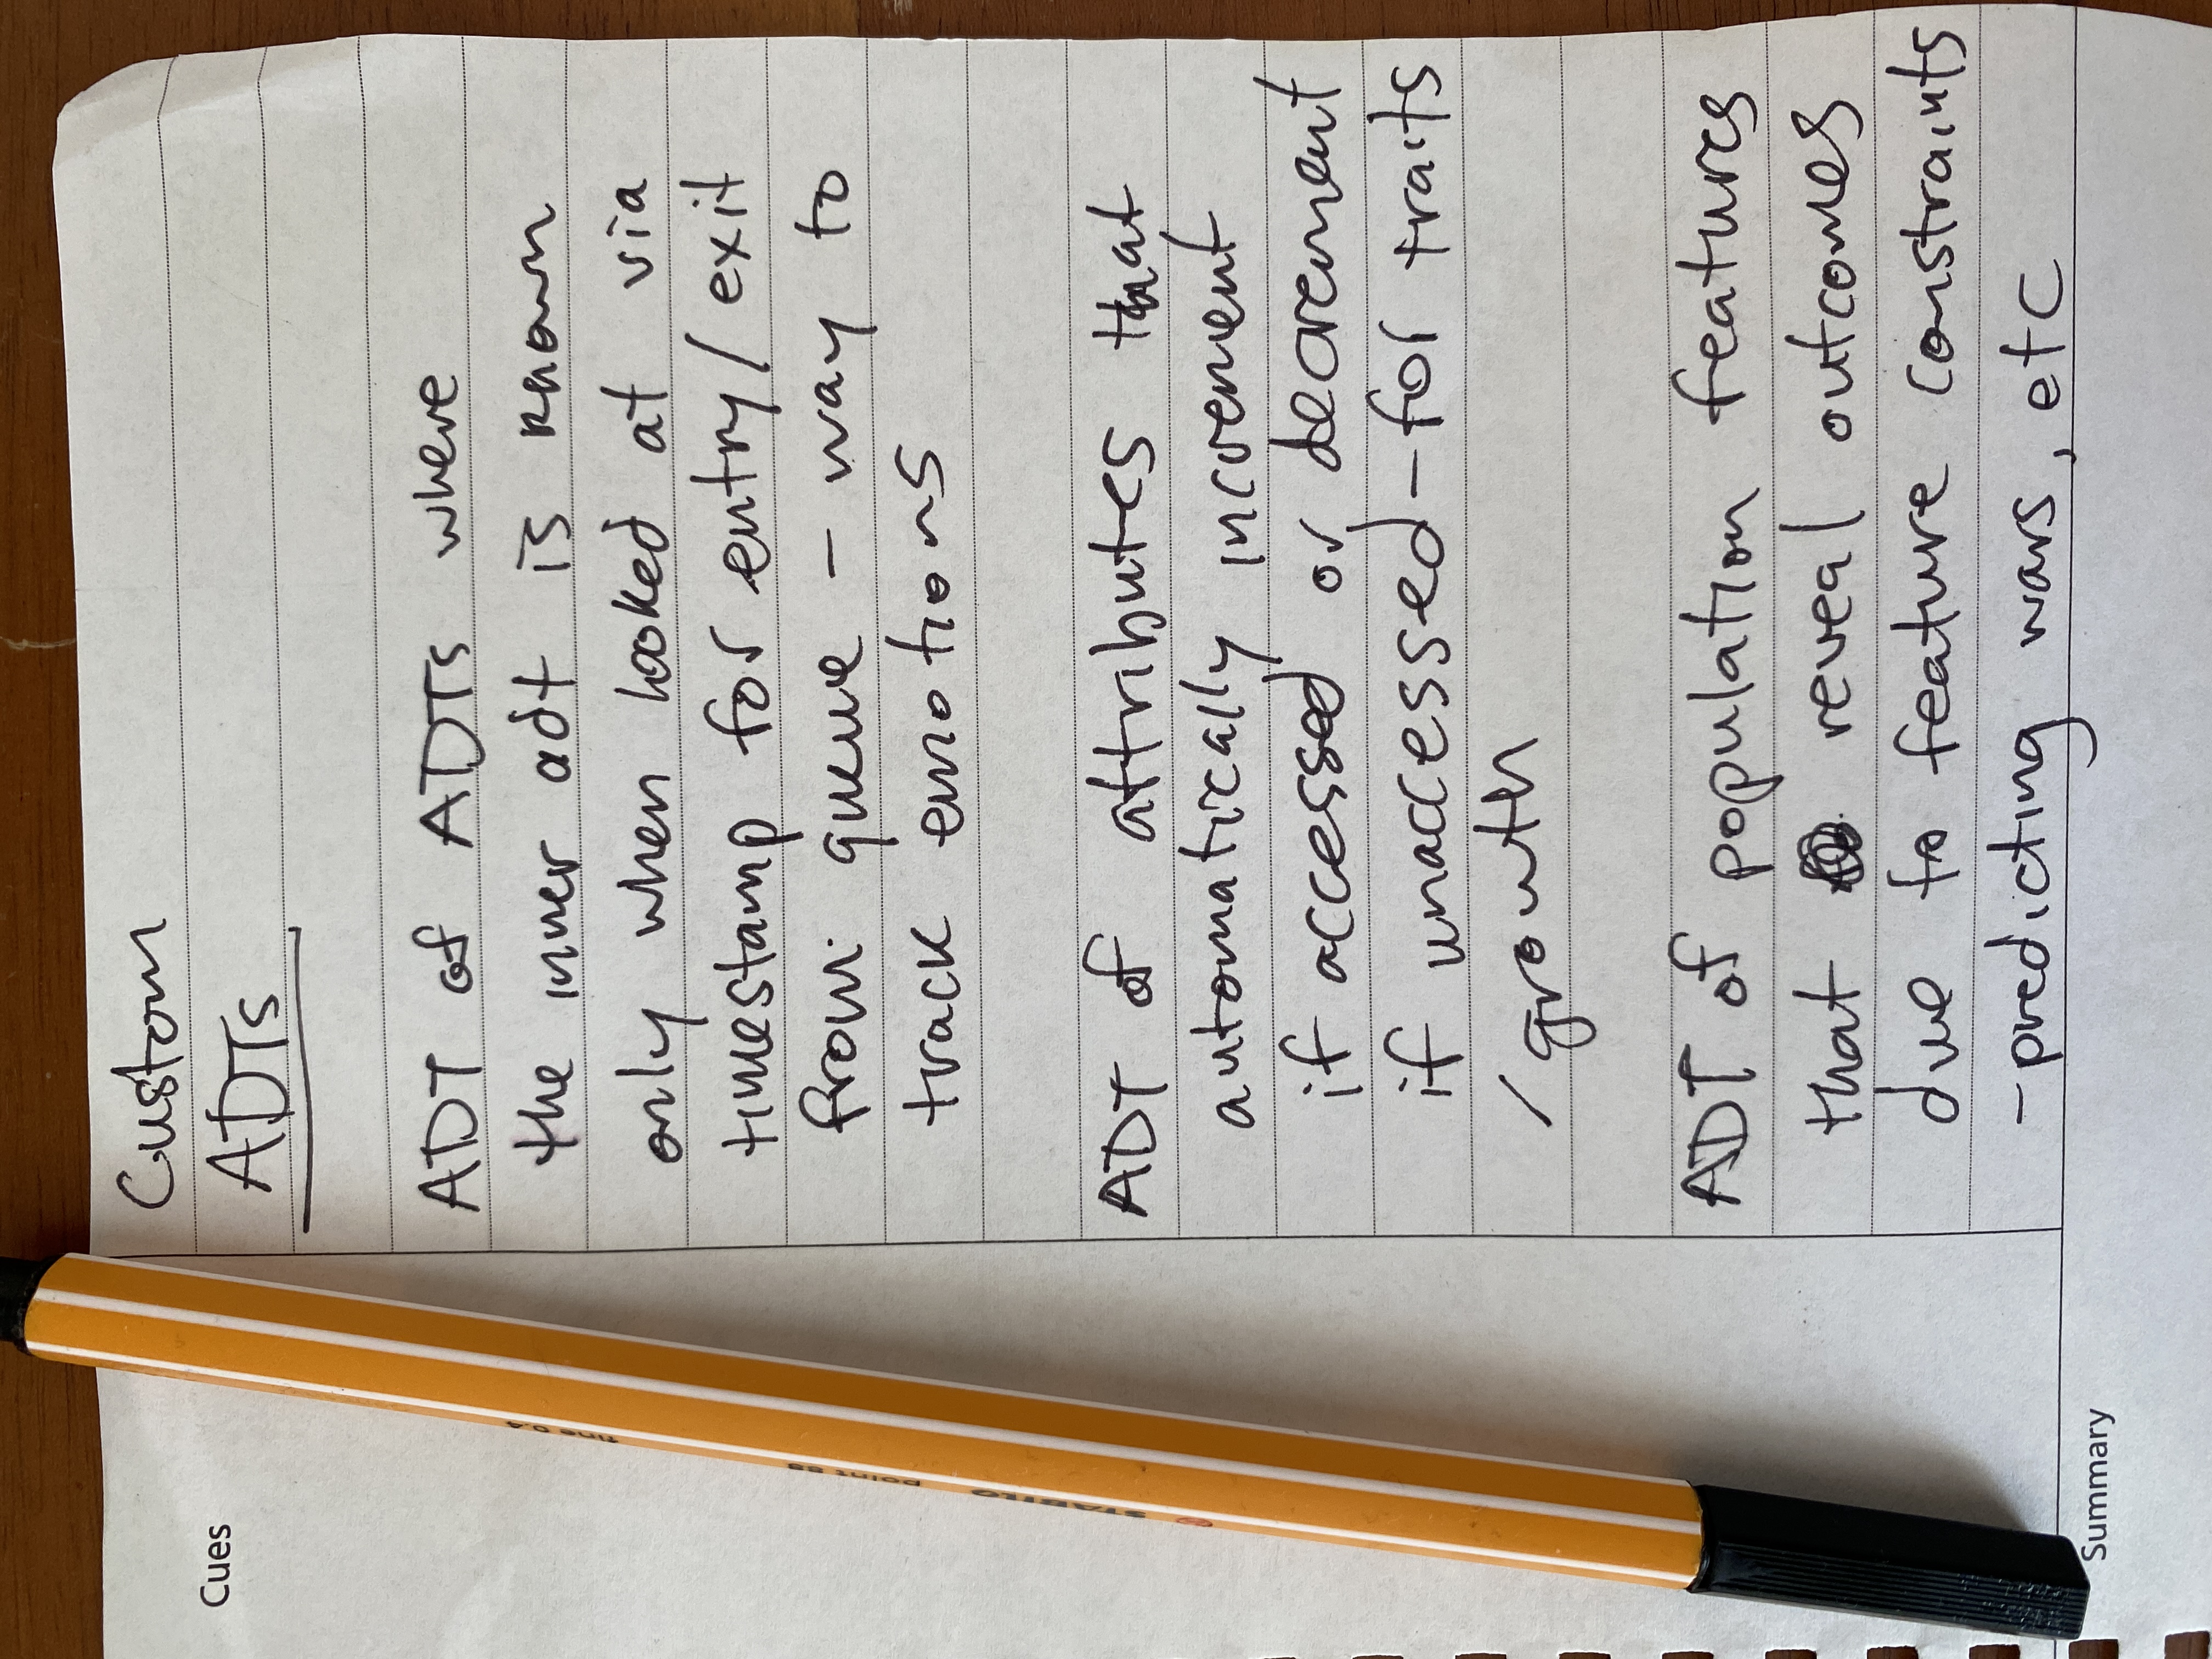 Custom
Cues
ADTs
ADT of ADTs where
the inner adt is known
only when looked at via
timestamp for entry/exit
from queue - way to
track emotions
ADT of attributes that
automatically increment
if accessed or decrement
if unaccessed - for traits
/growth
ADT of population features
that reveal outcomes
due to feature constraints
- predicting wars, etc
Summary
STABILO point 88
fine 0.4